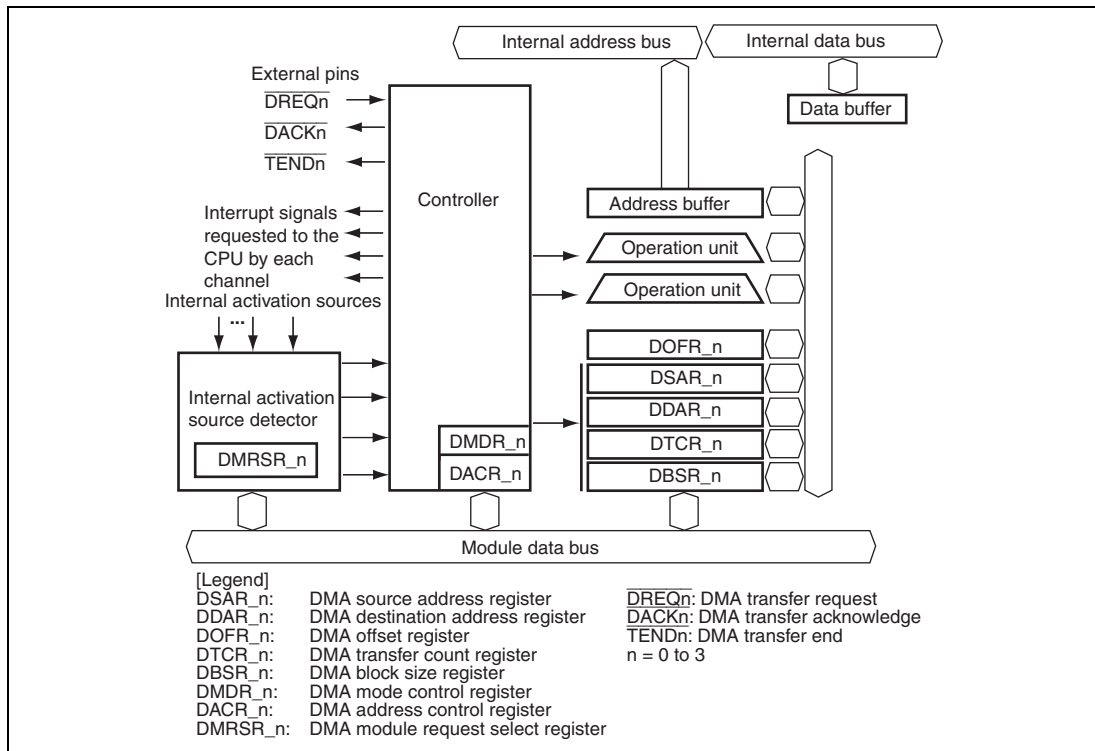 Internal address bus
Internal data bus
External pins
DREQn
DACKn
TENDn
Data buffer
Controller
Address buffer
Interrupt signals
requested to the
CPU by each
channel
Operation unit
Operation unit
Internal activation sources
...
DOFR_n
DSAR_n
DDAR_n
DTCR_n
DBSR_n
Internal activation
source detector
DMRSR_n
DMDR_n
DACR_n
Module data bus
[Legend]
DSAR_n: DMA source address register
DDAR_n: DMA destination address register
DOFR_n: DMA offset register
DTCR_n: DMA transfer count register
DBSR_n: DMA block size register
DMDR_n: DMA mode control register
DACR_n: DMA address control register
DMRSR_n: DMA module request select register
DREQn: DMA transfer request
DACKn: DMA transfer acknowledge
TENDn: DMA transfer end
n = 0 to 3